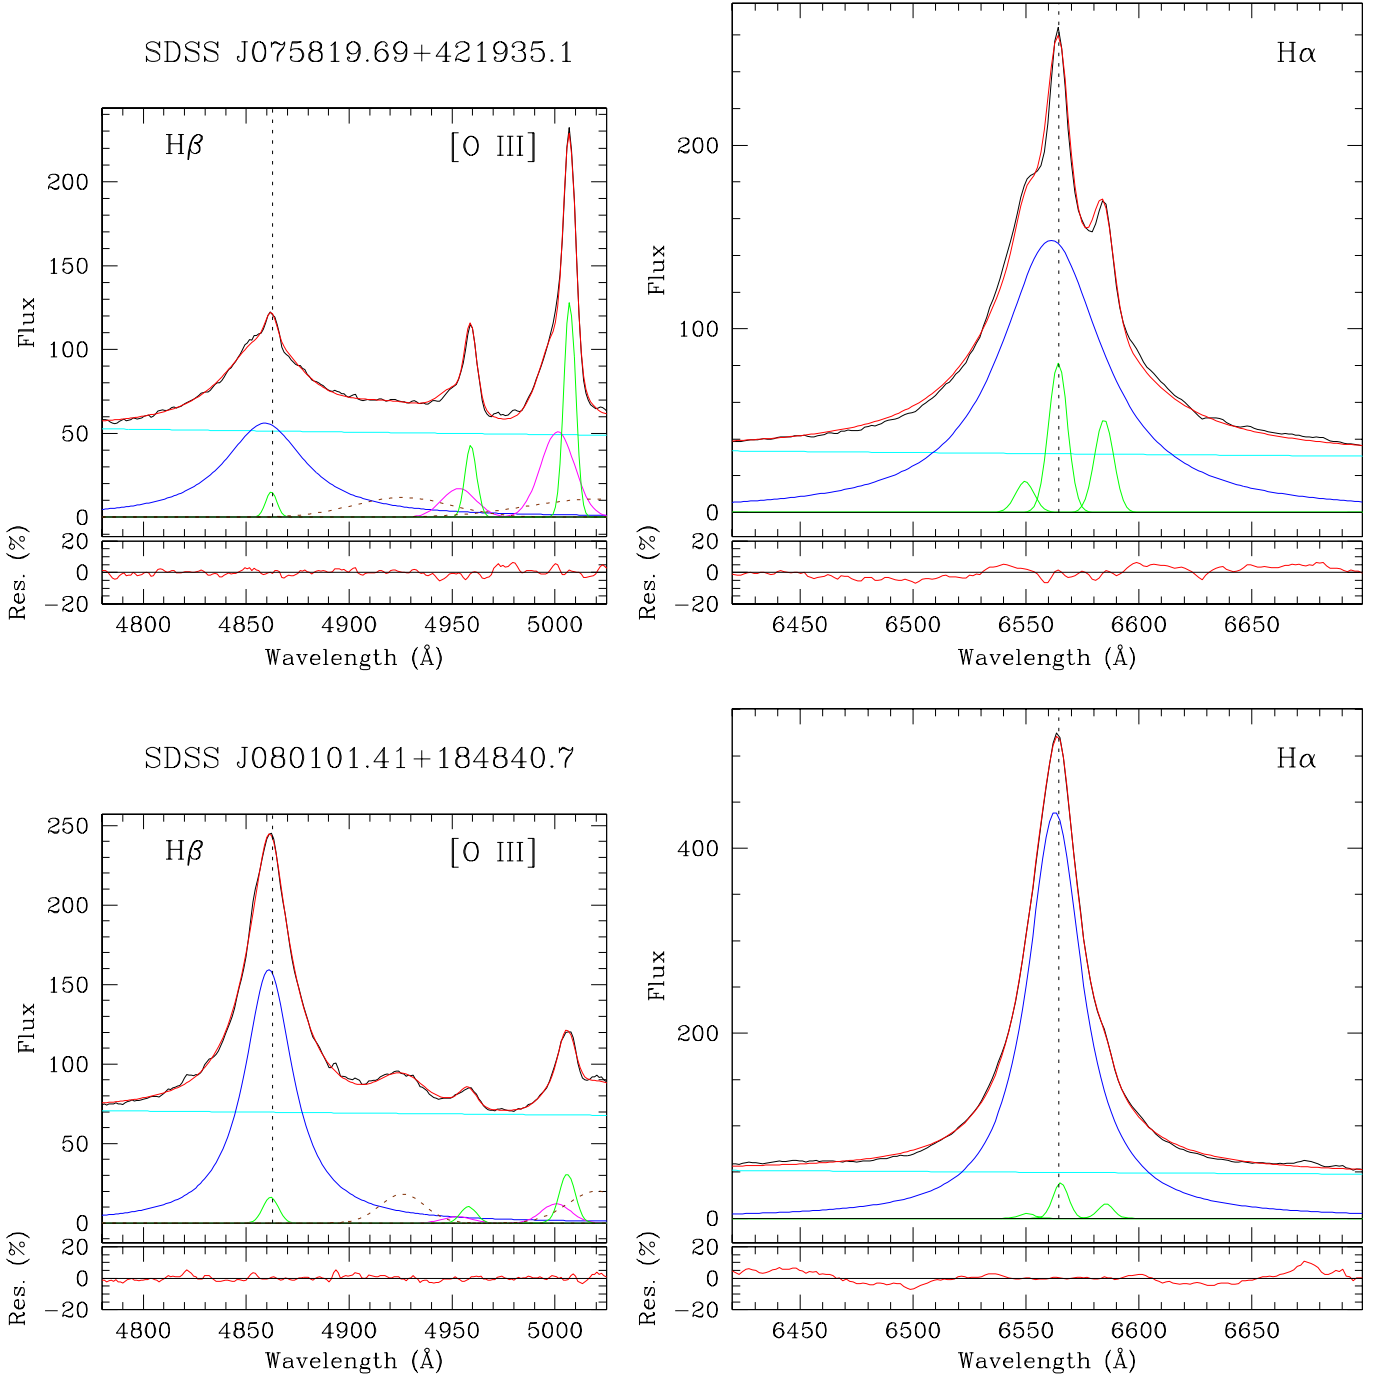 SDSS J075819.69+421935.1
Hβ [O III]
Flux
200
150
100
50
0
Res. (%)
20
0
−20
4800 4850 4900 4950 5000
Wavelength (Å)
Hα
Flux
200
100
0
Res. (%)
20
0
−20
6450 6500 6550 6600 6650
Wavelength (Å)
SDSS J080101.41+184840.7
Hβ [O III]
Flux
250
200
150
100
50
0
Res. (%)
20
0
−20
4800 4850 4900 4950 5000
Wavelength (Å)
Hα
Flux
400
200
0
Res. (%)
20
0
−20
6450 6500 6550 6600 6650
Wavelength (Å)